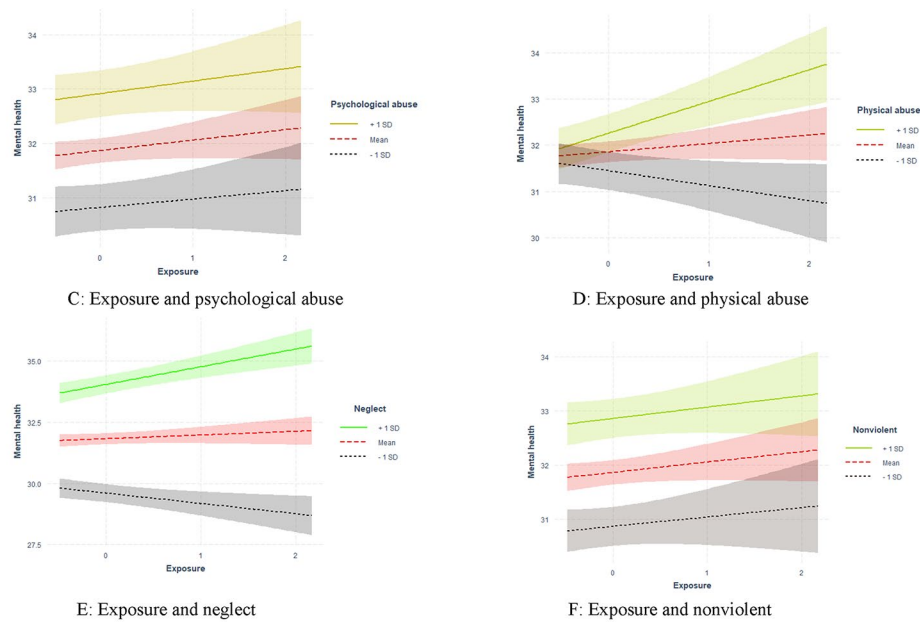 34
33
32
31
Mental health
0 1 2
Exposure
Psychological abuse
+ 1 SD
Mean
- 1 SD
C: Exposure and psychological abuse
34
33
32
31
30
Mental health
0 1 2
Exposure
Physical abuse
+ 1 SD
Mean
- 1 SD
D: Exposure and physical abuse
35.0
32.5
30.0
27.5
Mental health
0 1 2
Exposure
Neglect
+ 1 SD
Mean
- 1 SD
E: Exposure and neglect
34
33
32
31
Mental health
0 1 2
Exposure
Nonviolent
+ 1 SD
Mean
- 1 SD
F: Exposure and nonviolent